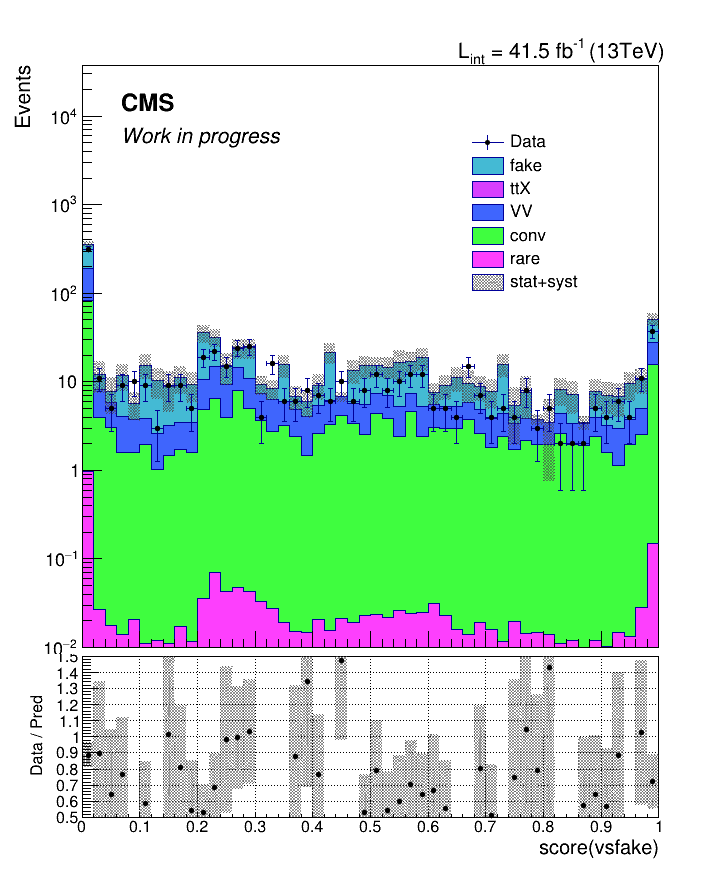 L_int = 41.5 fb^-1 (13TeV)
Events
CMS
Work in progress
Data
fake
ttX
VV
conv
rare
stat+syst
10^4
10^3
10^2
10
1
10^−1
10^−2
Data / Pred
1.5
1.4
1.3
1.2
1.1
1
0.9
0.8
0.7
0.6
0.5
0 0.1 0.2 0.3 0.4 0.5 0.6 0.7 0.8 0.9 1
score(vsfake)